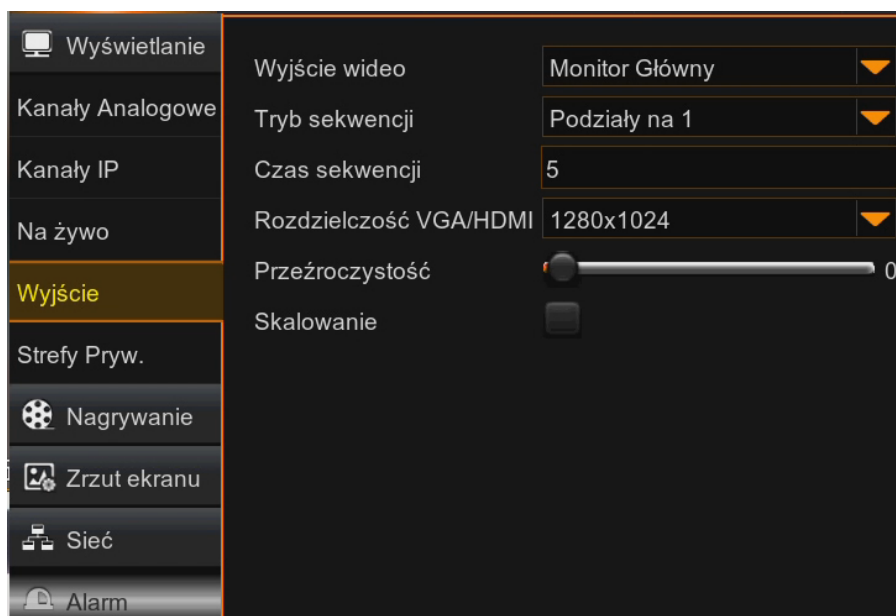 Wyświetlanie
Kanały Analogowe
Kanały IP
Na żywo
Wyjście
Strefy Pryw.
Nagrywanie
Zrzut ekranu
Sieć
Alarm
Wyjście wideo Monitor Główny
Tryb sekwencji Podziały na 1
Czas sekwencji 5
Rozdzielczość VGA/HDMI 1280x1024
Przeźroczystość 0
Skalowanie